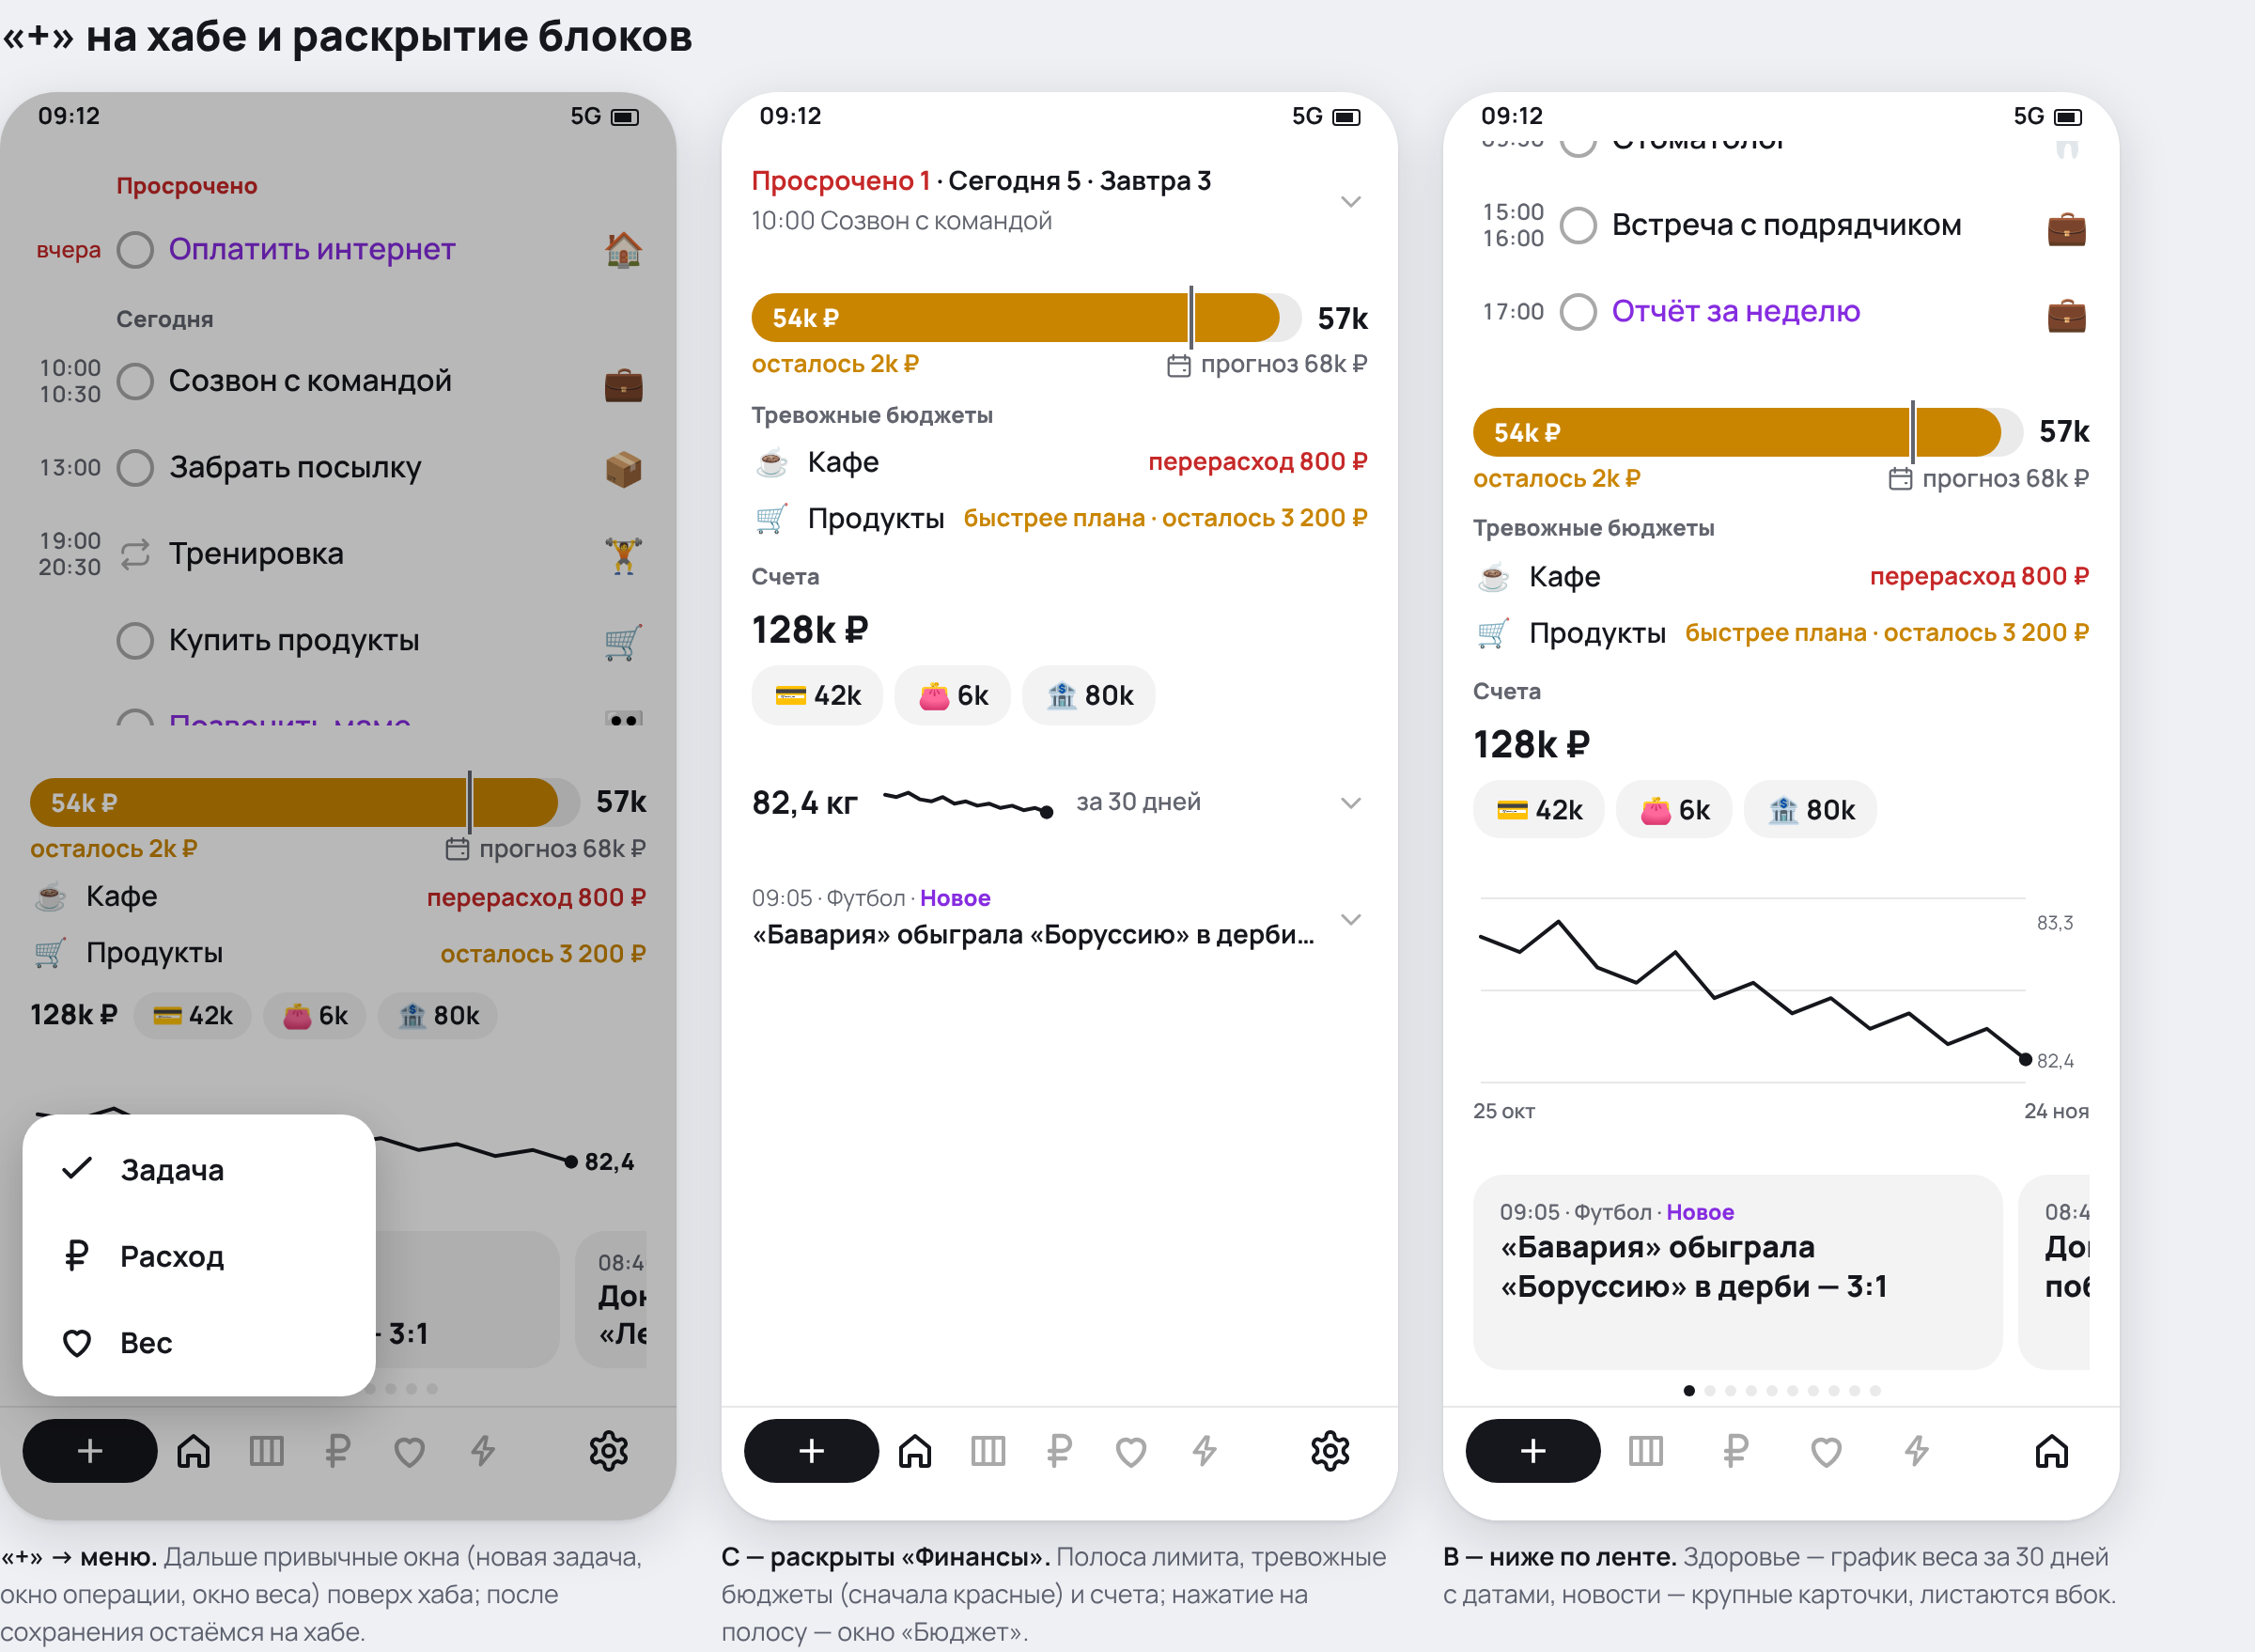 «+» на хабе и раскрытие блоков
09:12
5G
Просрочено
вчера
Оплатить интернет
Сегодня
10:00
10:30
Созвон с командой
13:00
Забрать посылку
19:00
20:30
Тренировка
Купить продукты
Позвонить маме
54k ₽
57k
осталось 2k ₽
прогноз 68k ₽
Кафе
перерасход 800 ₽
Продукты
осталось 3 200 ₽
128k ₽
42k
6k
80k
82,4
Задача
Расход
Вес
3:1
08:4
«Ле
+
«+» → меню. Дальше привычные окна (новая задача,
окно операции, окно веса) поверх хаба; после
сохранения остаёмся на хабе.
09:12
5G
Просрочено 1 · Сегодня 5 · Завтра 3
10:00 Созвон с командой
54k ₽
57k
осталось 2k ₽
прогноз 68k ₽
Тревожные бюджеты
Кафе
перерасход 800 ₽
Продукты
быстрее плана · осталось 3 200 ₽
Счета
128k ₽
42k
6k
80k
82,4 кг
за 30 дней
09:05 · Футбол · Новое
«Бавария» обыграла «Боруссию» в дерби...
+
C — раскрыты «Финансы». Полоса лимита, тревожные
бюджеты (сначала красные) и счета; нажатие на
полосу — окно «Бюджет».
09:12
5G
09:30
Стоматолог
15:00
16:00
Встреча с подрядчиком
17:00
Отчёт за неделю
54k ₽
57k
осталось 2k ₽
прогноз 68k ₽
Тревожные бюджеты
Кафе
перерасход 800 ₽
Продукты
быстрее плана · осталось 3 200 ₽
Счета
128k ₽
42k
6k
80k
83,3
82,4
25 окт
24 ноя
09:05 · Футбол · Новое
«Бавария» обыграла
«Боруссию» в дерби — 3:1
08:4
+
B — ниже по ленте. Здоровье — график веса за 30 дней
с датами, новости — крупные карточки, листаются вбок.